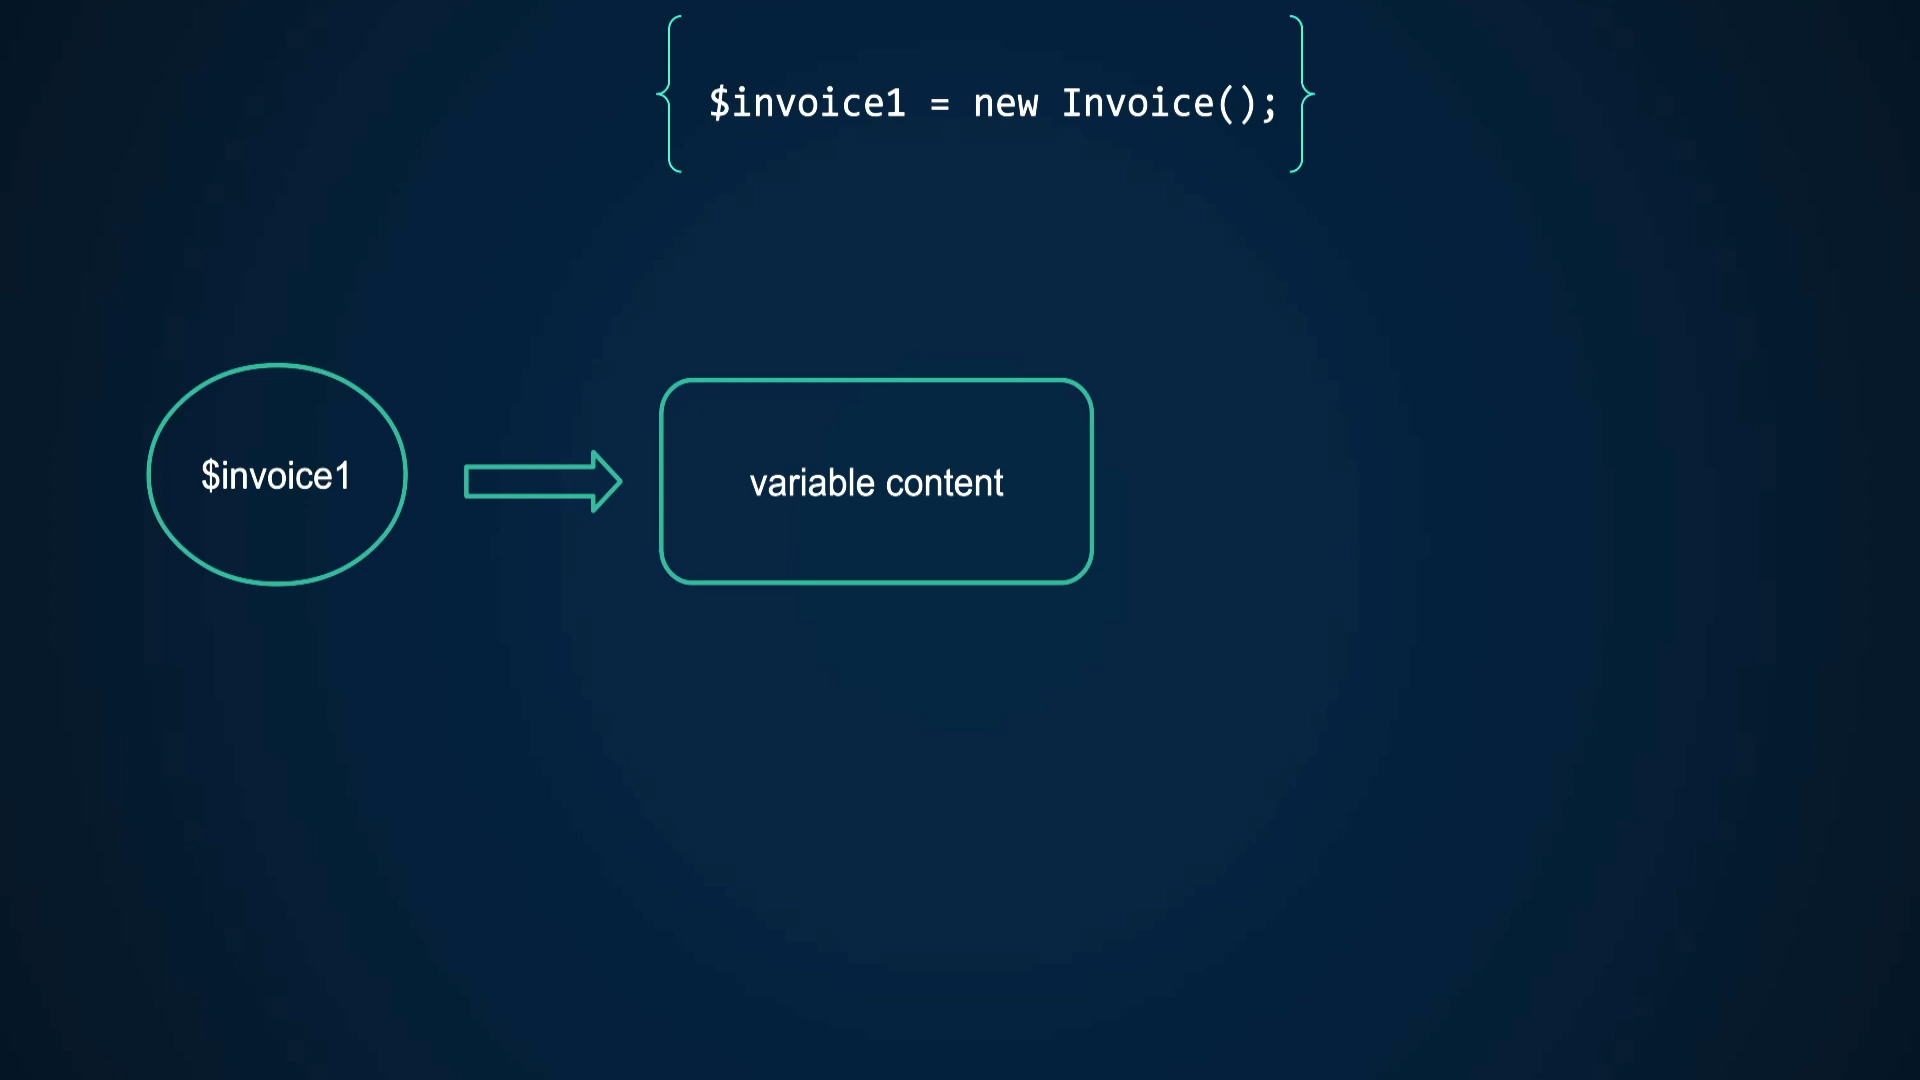 $invoice1 = new Invoice();
$invoice1
variable content